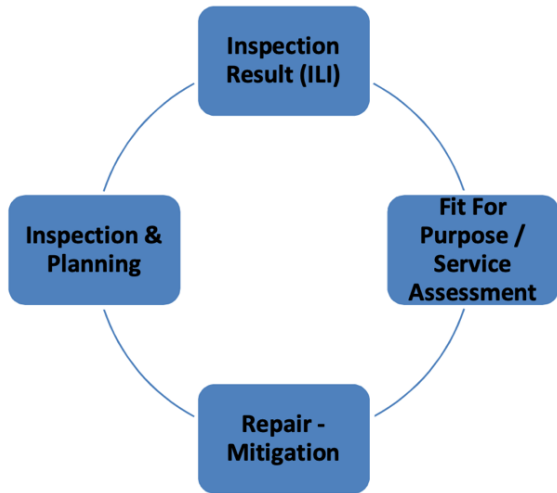 Inspection
Result (ILI)
Fit For
Purpose /
Service
Assessment
Repair -
Mitigation
Inspection &
Planning